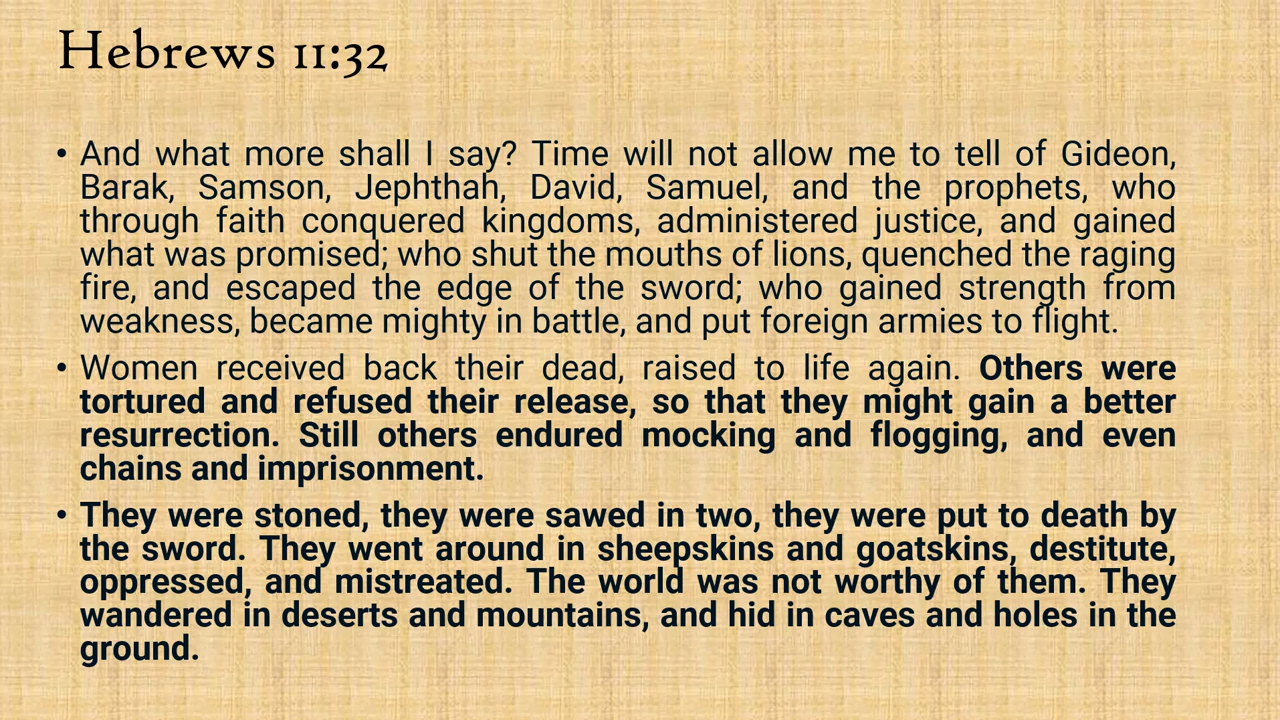 Hebrews 11:32
• And what more shall I say? Time will not allow me to tell of Gideon,
Barak, Samson, Jephthah, David, Samuel, and the prophets, who
through faith conquered kingdoms, administered justice, and gained
what was promised; who shut the mouths of lions, quenched the raging
fire, and escaped the edge of the sword; who gained strength from
weakness, became mighty in battle, and put foreign armies to flight.
• Women received back their dead, raised to life again. Others were
tortured and refused their release, so that they might gain a better
resurrection. Still others endured mocking and flogging, and even
chains and imprisonment.
• They were stoned, they were sawed in two, they were put to death by
the sword. They went around in sheepskins and goatskins, destitute,
oppressed, and mistreated. The world was not worthy of them. They
wandered in deserts and mountains, and hid in caves and holes in the
ground.